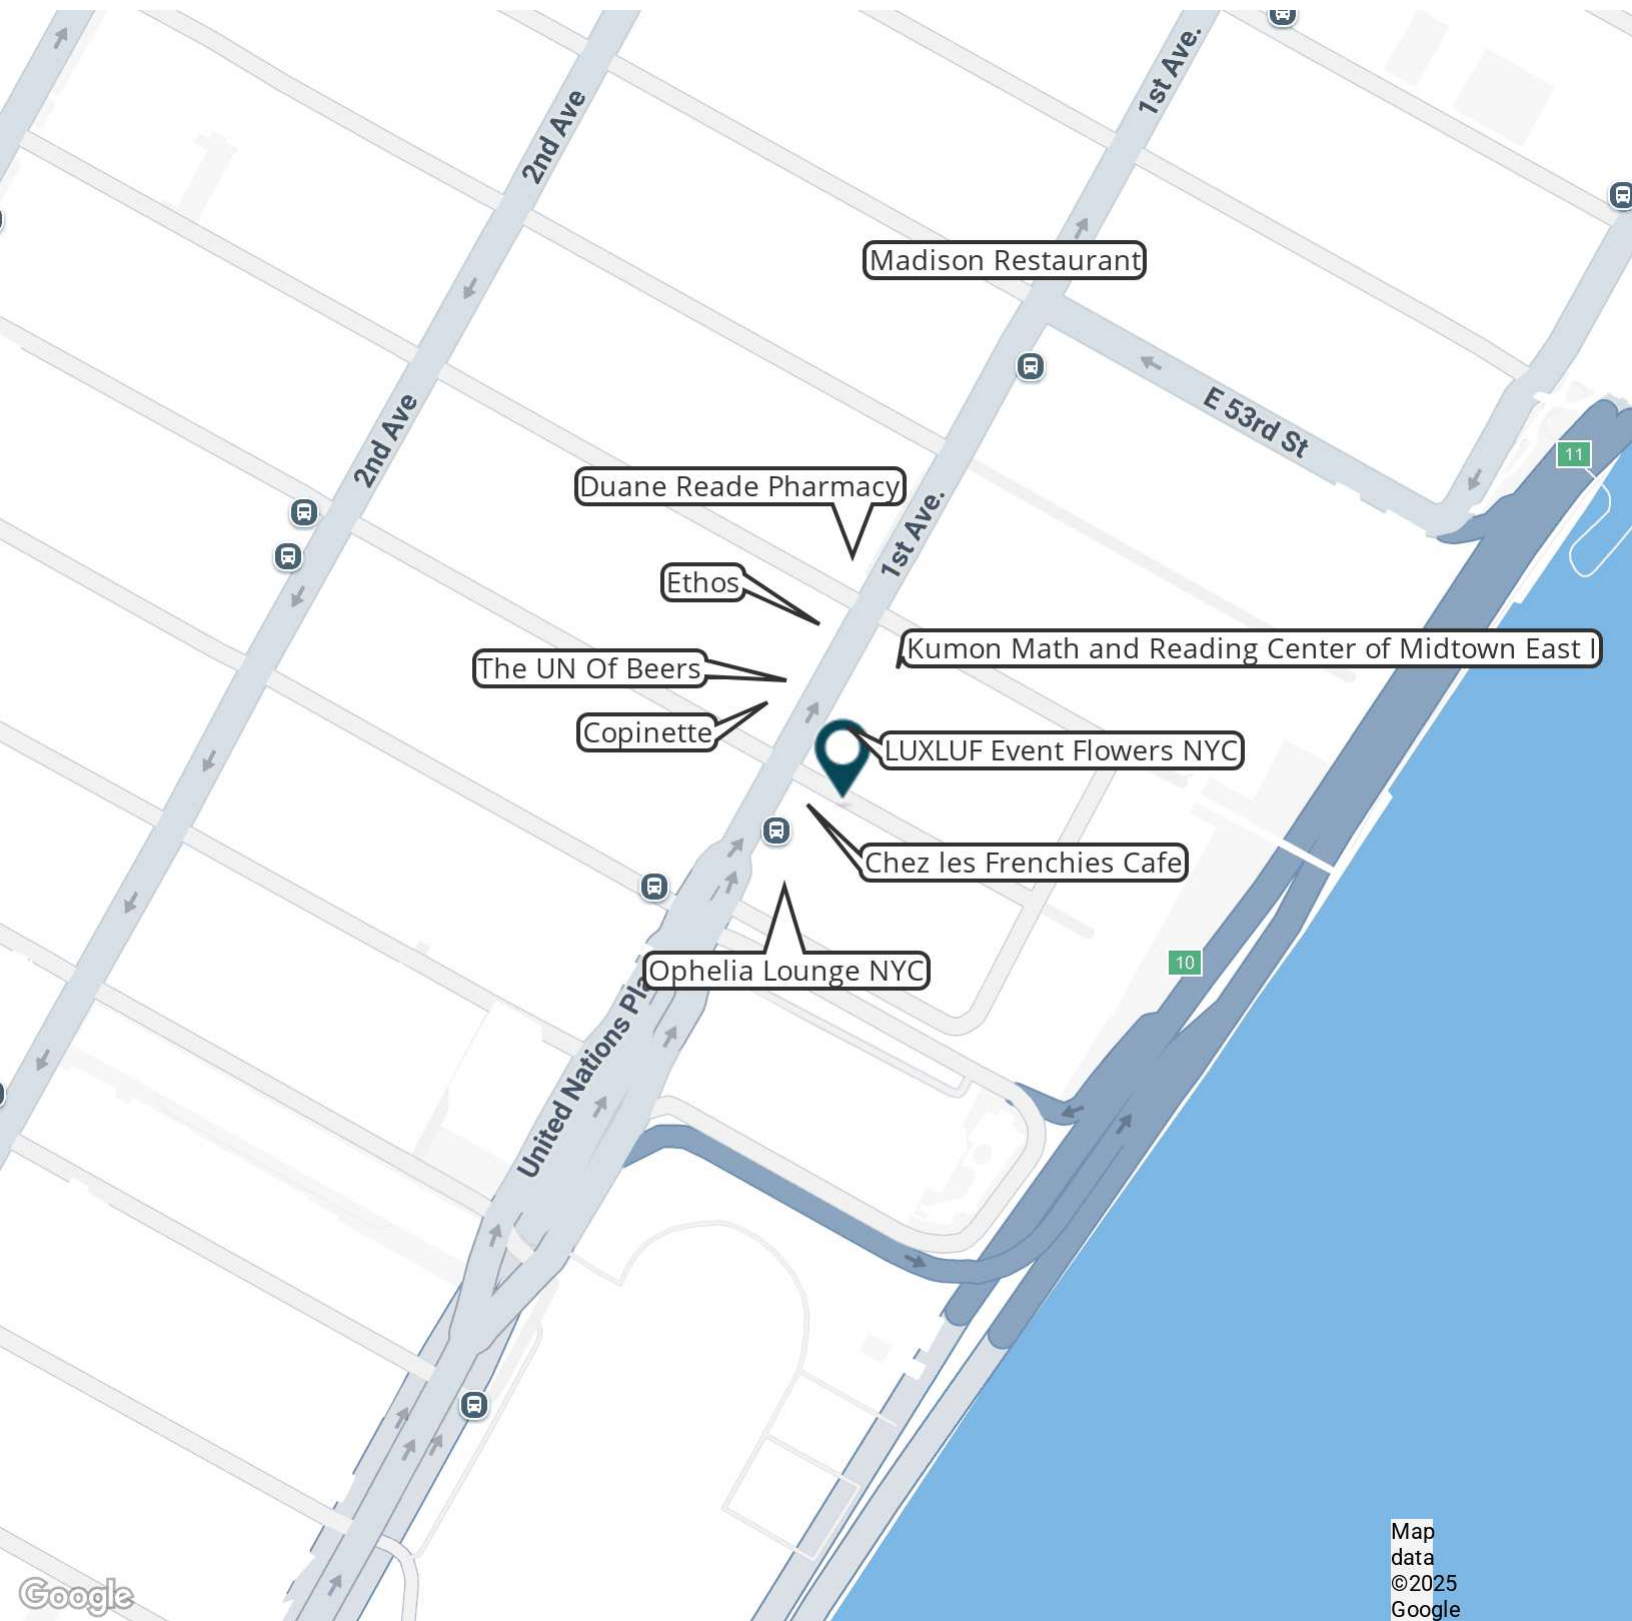 1st Ave.
2nd Ave
Madison Restaurant
2nd Ave
E 53rd St
11
Duane Reade Pharmacy
1st Ave.
Ethos
Kumon Math and Reading Center of Midtown East I
The UN Of Beers
Copinette
LUXLUF Event Flowers NYC
Chez les Frenchies Cafe
10
Ophelia Lounge NYC
United Nations Pla
Map
data
©2025
Google
Google